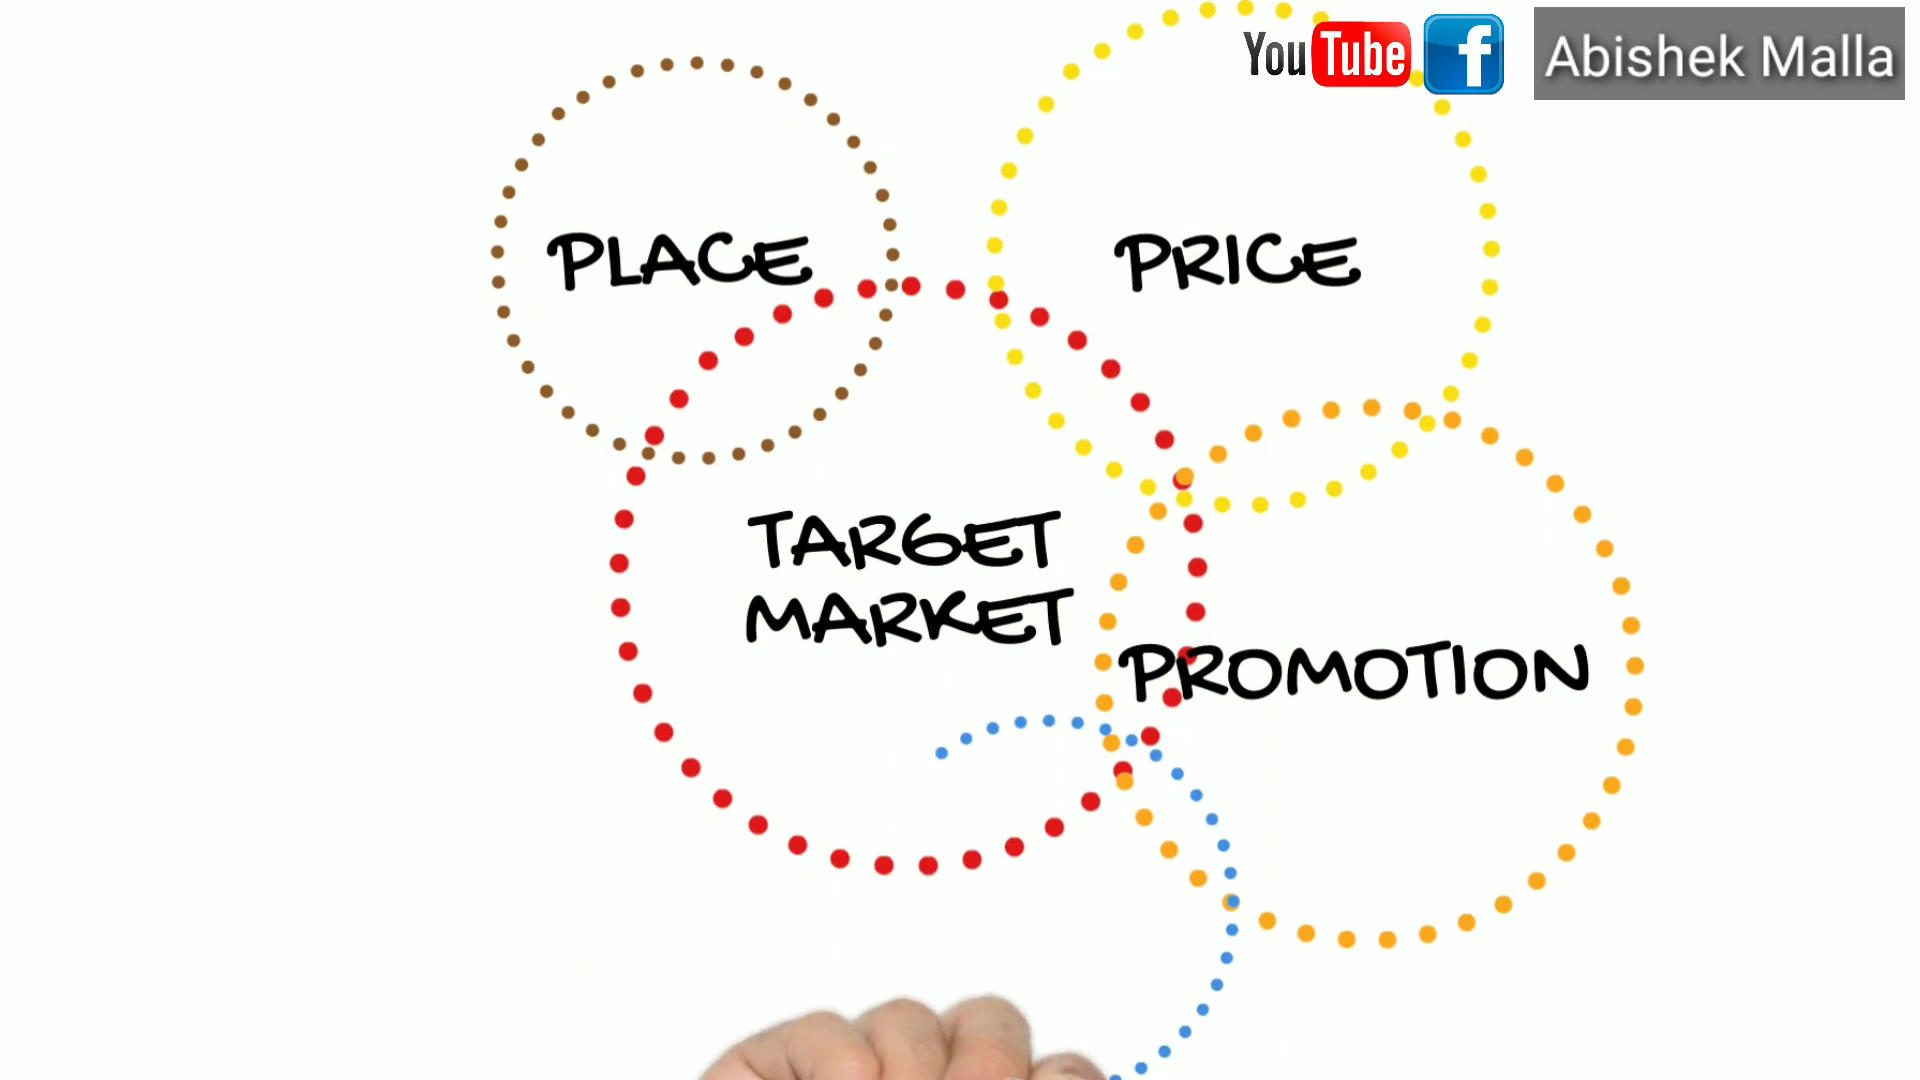 YouTube f Abishek Malla
PLACE
PRICE
TARGET
MARKET
PROMOTION